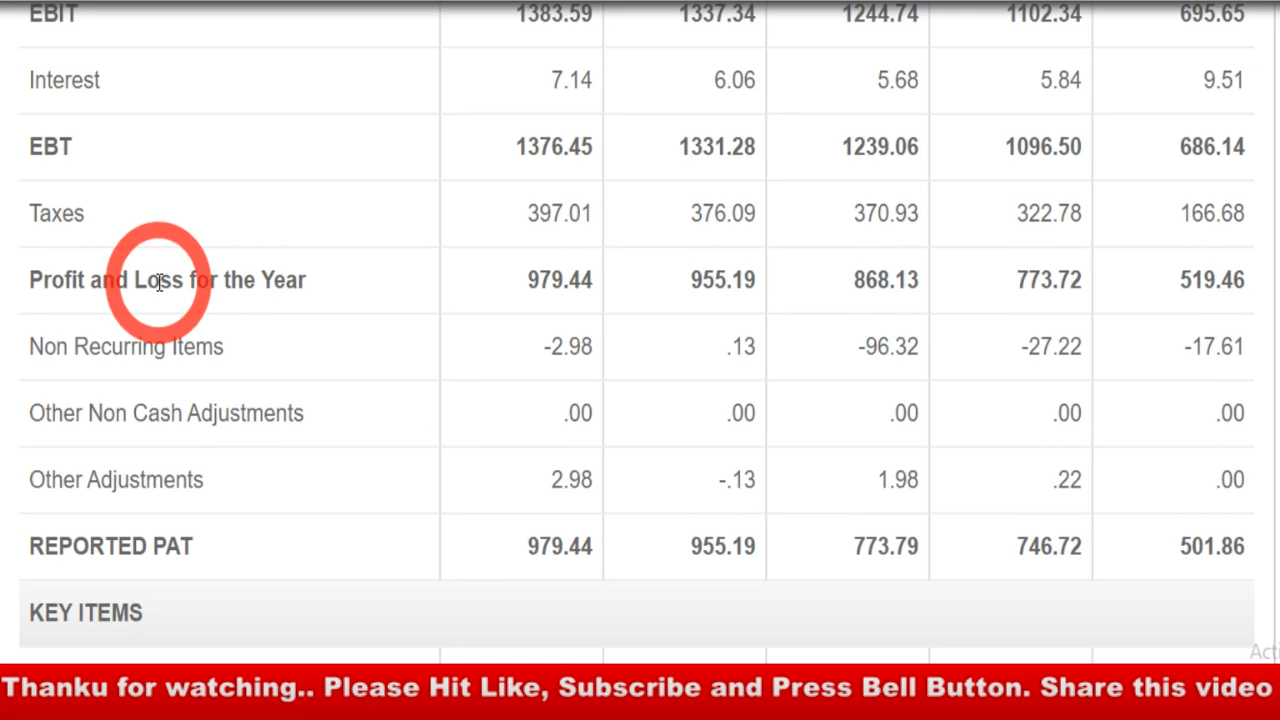 EBIT 1383.59 1337.34 1244.74 1102.34 695.65
Interest 7.14 6.06 5.68 5.84 9.51
EBT 1376.45 1331.28 1239.06 1096.50 686.14
Taxes 397.01 376.09 370.93 322.78 166.68
Profit and Loss for the Year 979.44 955.19 868.13 773.72 519.46
Non Recurring Items -2.98 .13 -96.32 -27.22 -17.61
Other Non Cash Adjustments .00 .00 .00 .00 .00
Other Adjustments 2.98 -.13 1.98 .22 .00
REPORTED PAT 979.44 955.19 773.79 746.72 501.86
KEY ITEMS
Acti
Thanku for watching.. Please Hit Like, Subscribe and Press Bell Button. Share this video